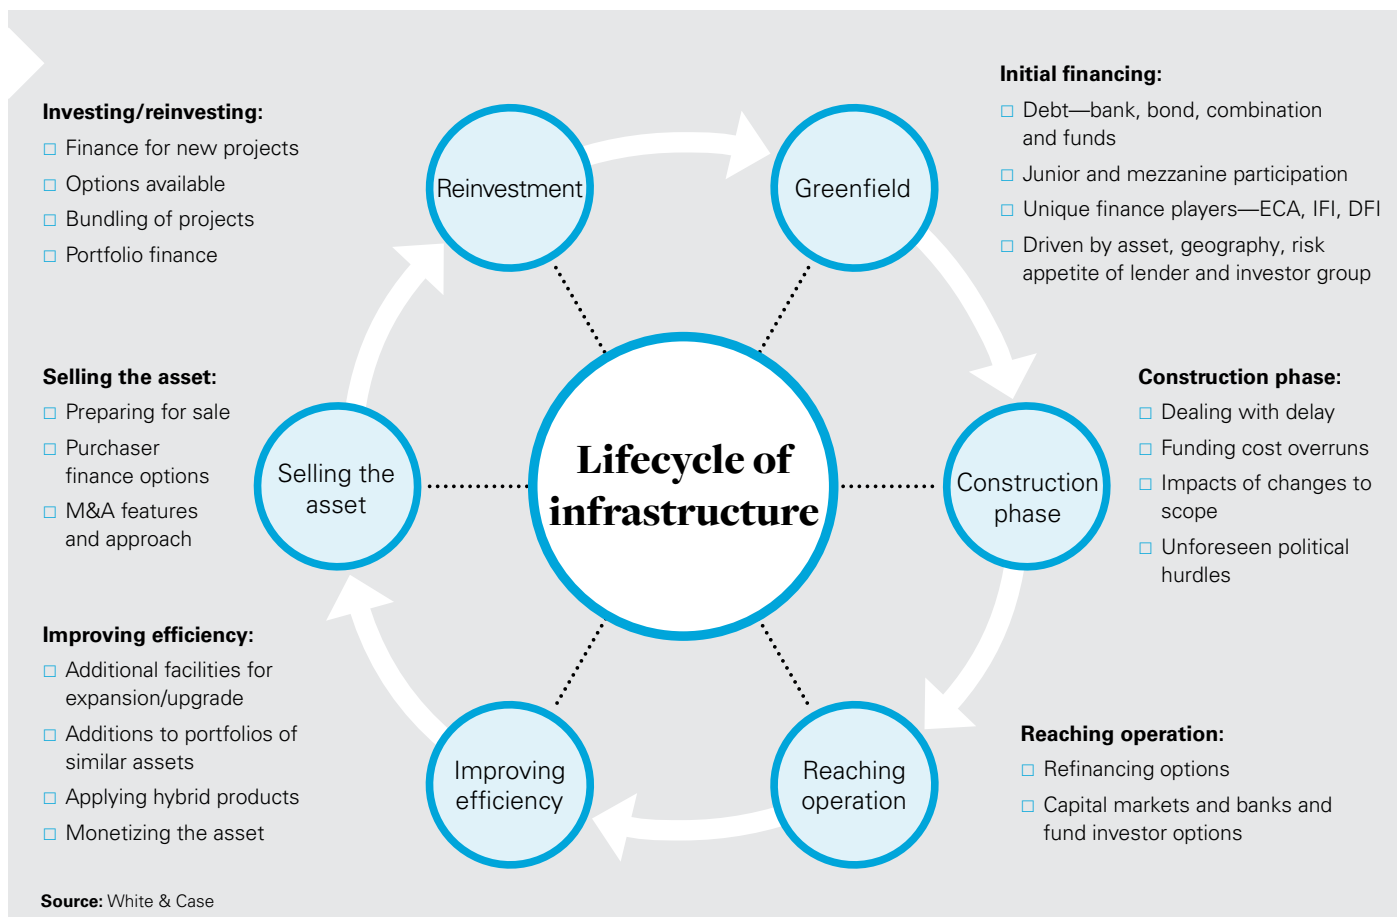 Investing/reinvesting:
□ Finance for new projects
□ Options available
□ Bundling of projects
□ Portfolio finance
Reinvestment
Greenfield
Initial financing:
□ Debt—bank, bond, combination
and funds
□ Junior and mezzanine participation
□ Unique finance players—ECA, IFI, DFI
□ Driven by asset, geography, risk
appetite of lender and investor group
Selling the asset:
□ Preparing for sale
□ Purchaser
finance options
□ M&A features
and approach
Selling the
asset
Lifecycle of
infrastructure
Construction
phase
Construction phase:
□ Dealing with delay
□ Funding cost overruns
□ Impacts of changes to
scope
□ Unforeseen political
hurdles
Improving efficiency:
□ Additional facilities for
expansion/upgrade
□ Additions to portfolios of
similar assets
□ Applying hybrid products
□ Monetizing the asset
Improving
efficiency
Reaching
operation
Reaching operation:
□ Refinancing options
□ Capital markets and banks and
fund investor options
Source: White & Case